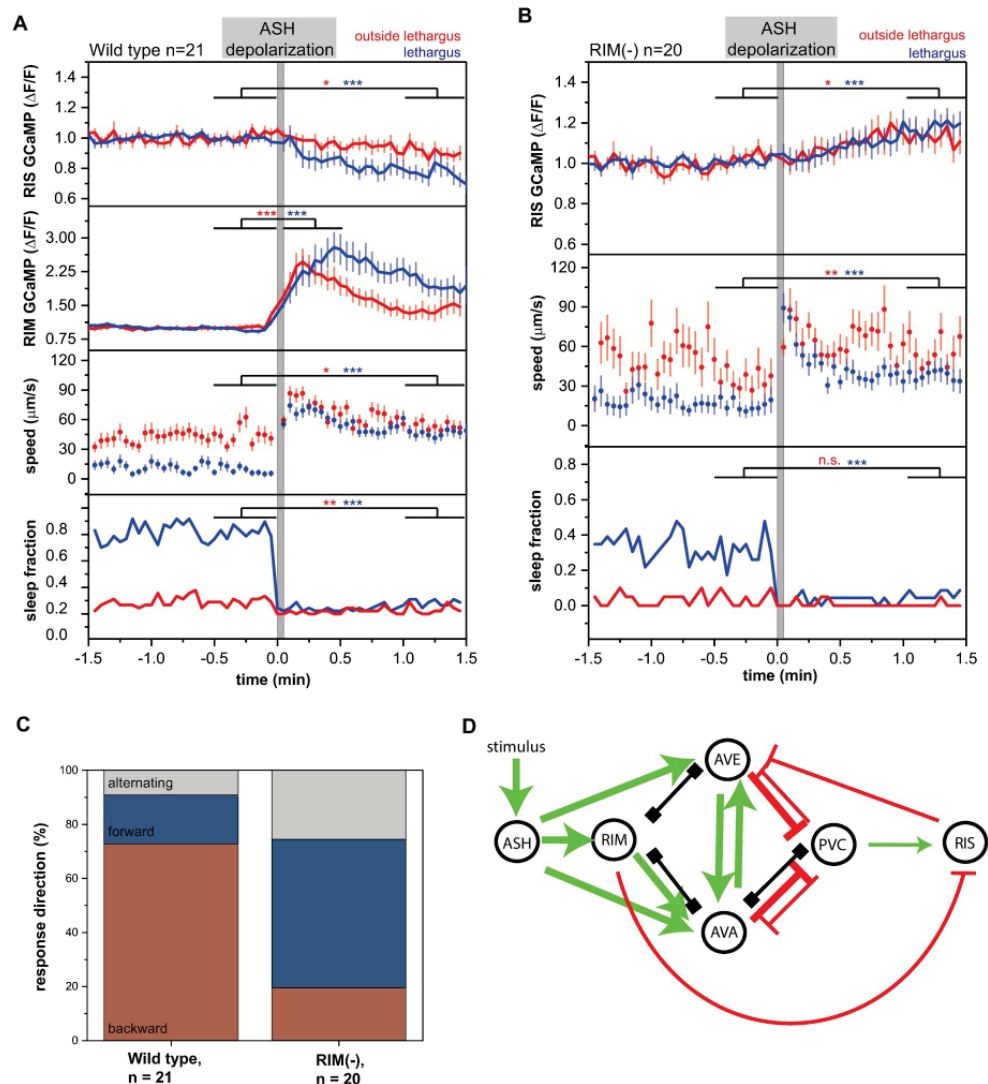 A
Wild type n=21
ASH
depolarization
outside lethargus
lethargus
* ***
RIS GCaMP (ΔF/F)
1.4
1.2
1.0
0.8
0.6
*** ***
RIM GCaMP (ΔF/F)
3.00
2.25
1.50
0.75
* ***
speed (µm/s)
120
90
60
30
0
** ***
sleep fraction
0.8
0.6
0.4
0.2
0.0
-1.5 -1.0 -0.5 0.0 0.5 1.0 1.5
time (min)
B
RIM(-) n=20
ASH
depolarization
outside lethargus
lethargus
* ***
RIS GCaMP (ΔF/F)
1.4
1.2
1.0
0.8
0.6
** ***
speed (µm/s)
120
90
60
30
0
n.s. ***
sleep fraction
0.8
0.6
0.4
0.2
0.0
-1.5 -1.0 -0.5 0.0 0.5 1.0 1.5
time (min)
C
response direction (%)
100
80
60
40
20
0
alternating
forward
backward
Wild type,
n = 21
RIM(-),
n = 20
D
stimulus
AVE
ASH
RIM
PVC
RIS
AVA